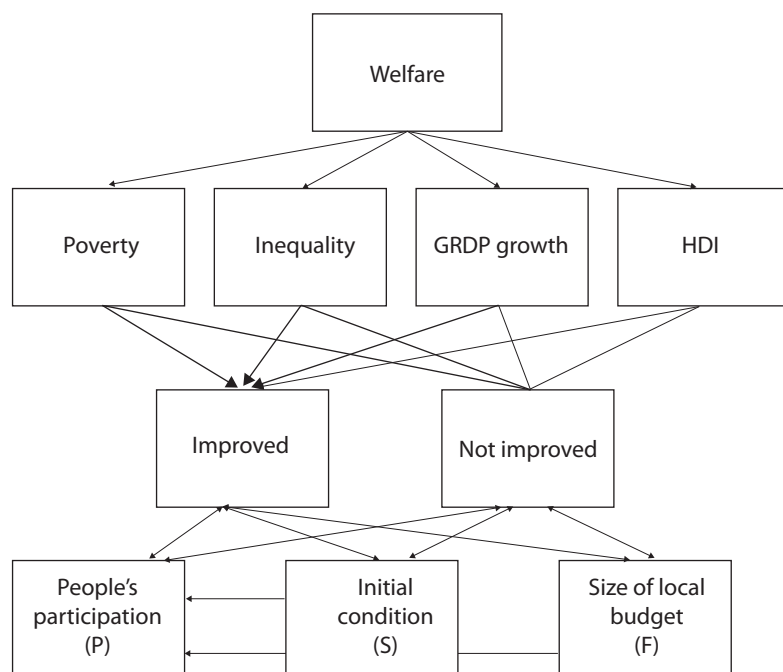 Welfare
Poverty
Inequality
GRDP growth
HDI
Improved
Not improved
People’s
participation
(P)
Initial
condition
(S)
Size of local
budget
(F)